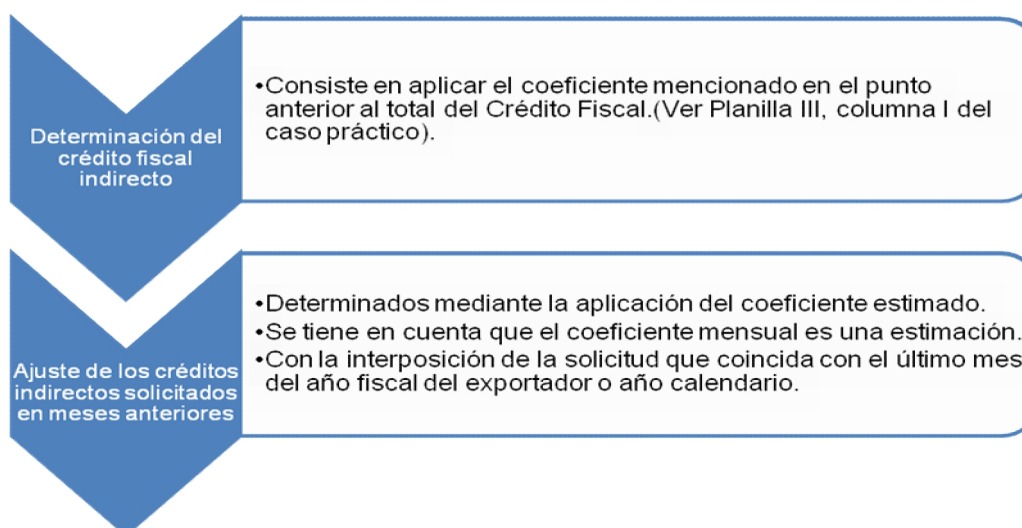 Determinación del
crédito fiscal
indirecto
•Consiste en aplicar el coeficiente mencionado en el punto
anterior al total del Crédito Fiscal.(Ver Planilla III, columna I del
caso práctico).
Ajuste de los créditos
indirectos solicitados
en meses anteriores
•Determinados mediante la aplicación del coeficiente estimado.
•Se tiene en cuenta que el coeficiente mensual es una estimación.
•Con la interposición de la solicitud que coincida con el último mes
del año fiscal del exportador o año calendario.